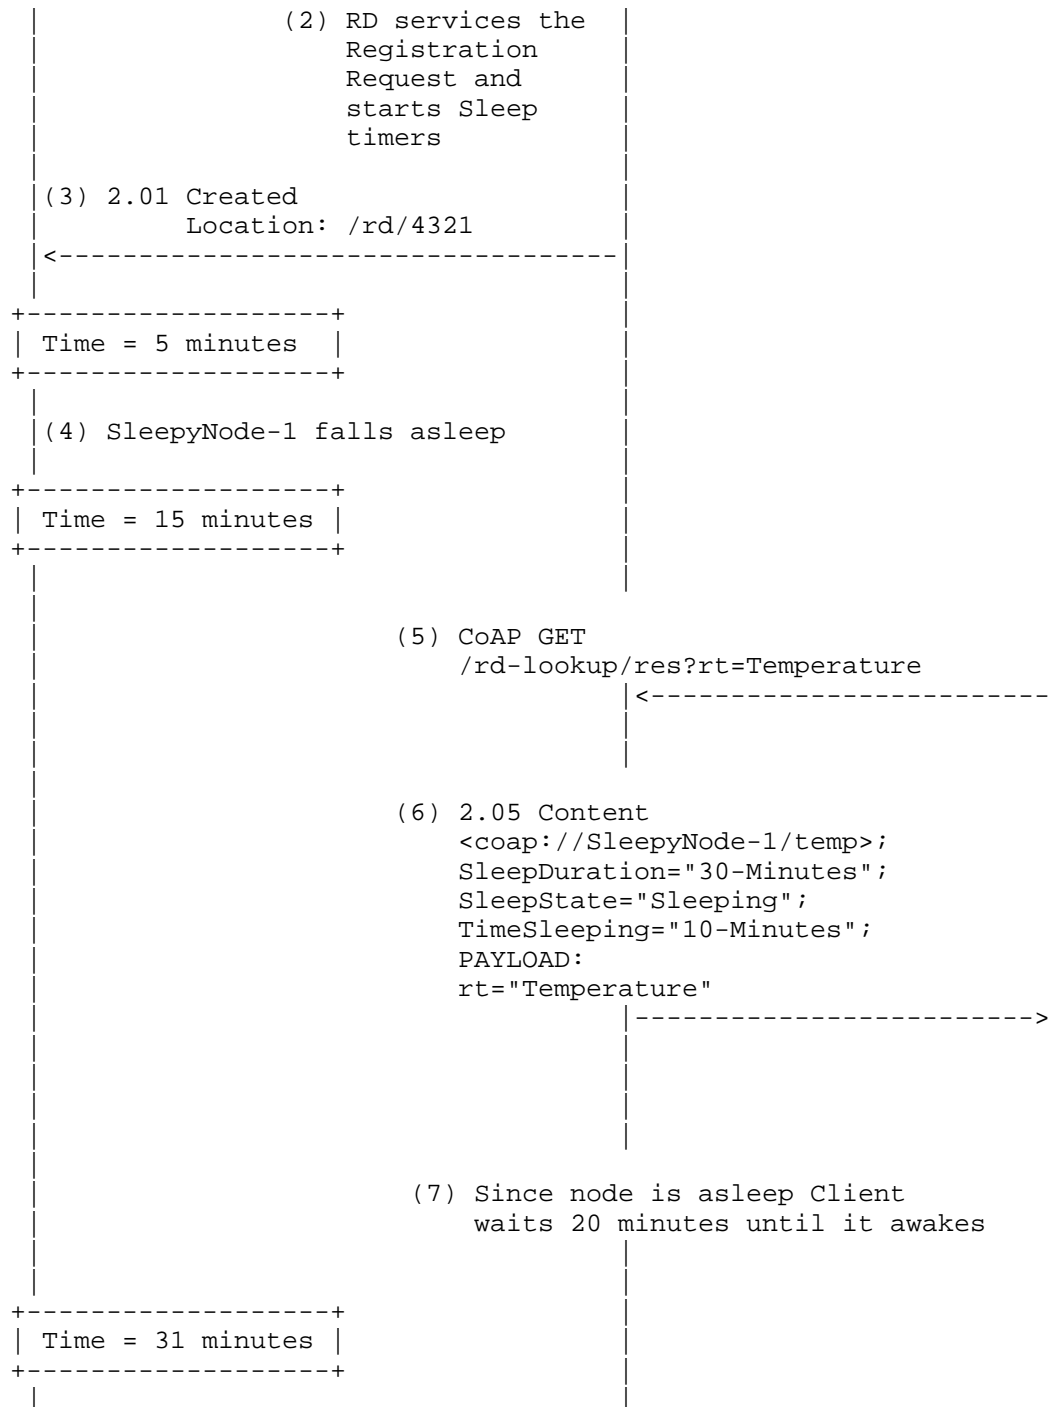 (2) RD services the
Registration
Request and
starts Sleep
timers
(3) 2.01 Created
Location: /rd/4321
Time = 5 minutes
(4) SleepyNode-1 falls asleep
Time = 15 minutes
(5) CoAP GET
/rd-lookup/res?rt=Temperature
(6) 2.05 Content
<coap://SleepyNode-1/temp>;
SleepDuration="30-Minutes";
SleepState="Sleeping";
TimeSleeping="10-Minutes";
PAYLOAD:
rt="Temperature"
(7) Since node is asleep Client
waits 20 minutes until it awakes
Time = 31 minutes